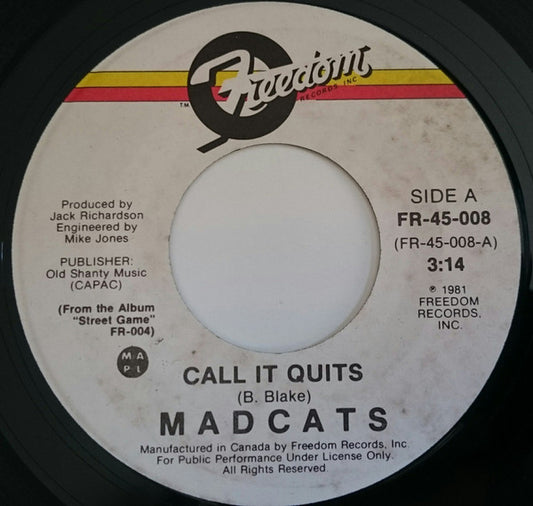 Freedom
RECORDS INC.
TM
Produced by
Jack Richardson
Engineered by
Mike Jones
PUBLISHER:
Old Shanty Music
(CAPAC)
(From the Album
"Street Game"
FR-004)
M A
P L
SIDE A
FR-45-008
(FR-45-008-A)
3:14
℗ 1981
FREEDOM
RECORDS,
INC.
CALL IT QUITS
(B. Blake)
MADCATS
Manufactured in Canada by Freedom Records, Inc.
For Public Performance Under License Only.
All Rights Reserved